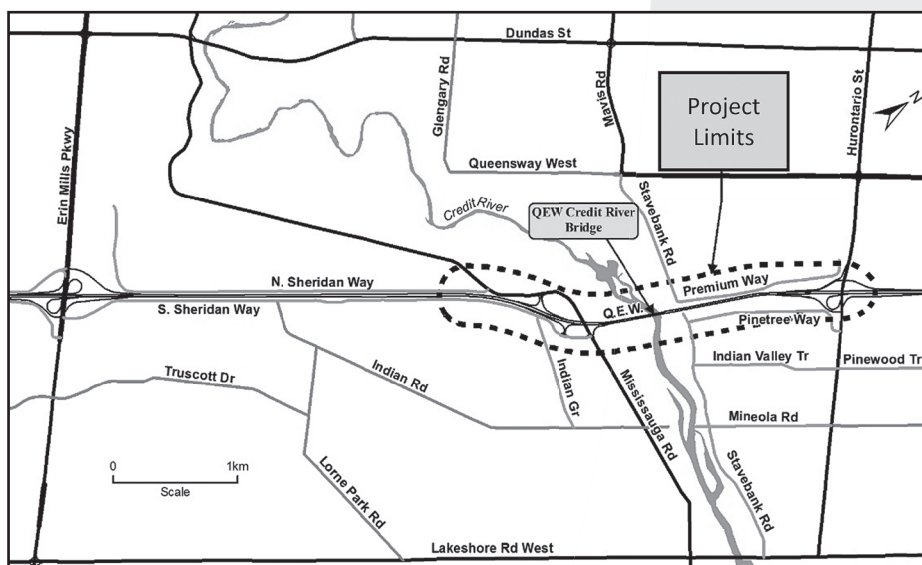 Dundas St
Glengary Rd
Mavis Rd
Project
Limits
Hurontario St
N
Erin Mills Pkwy
Queensway West
Stavebank Rd
Credit River
QEW Credit River
Bridge
N. Sheridan Way
Premium Way
S. Sheridan Way
Q.E.W.
Pinetree Way
Truscott Dr
Indian Rd
Indian Gr
Mississauga Rd
Indian Valley Tr
Pinewood Tr
Mineola Rd
0
1km
Scale
Lorne Park Rd
Stavebank Rd
Lakeshore Rd West